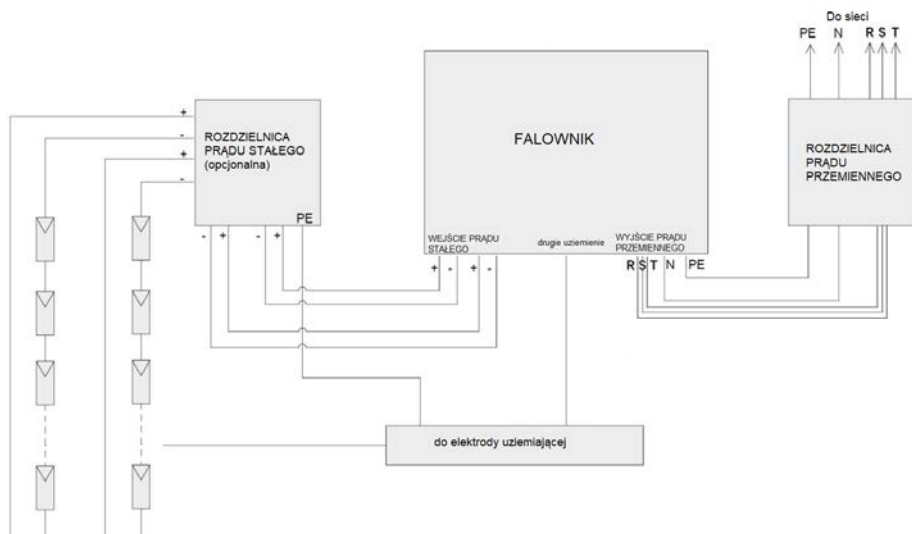 Do sieci
PE N R S T
+
-
+
-
ROZDZIELNICA
PRĄDU STAŁEGO
(opcjonalna)
PE
- + - +
FALOWNIK
WEJŚCIE PRĄDU
STAŁEGO
drugie uziemienie
WYJŚCIE PRĄDU
PRZEMIENNEGO
+ - + -
R S T N PE
ROZDZIELNICA
PRĄDU
PRZEMIENNEGO
do elektrody uziemiającej